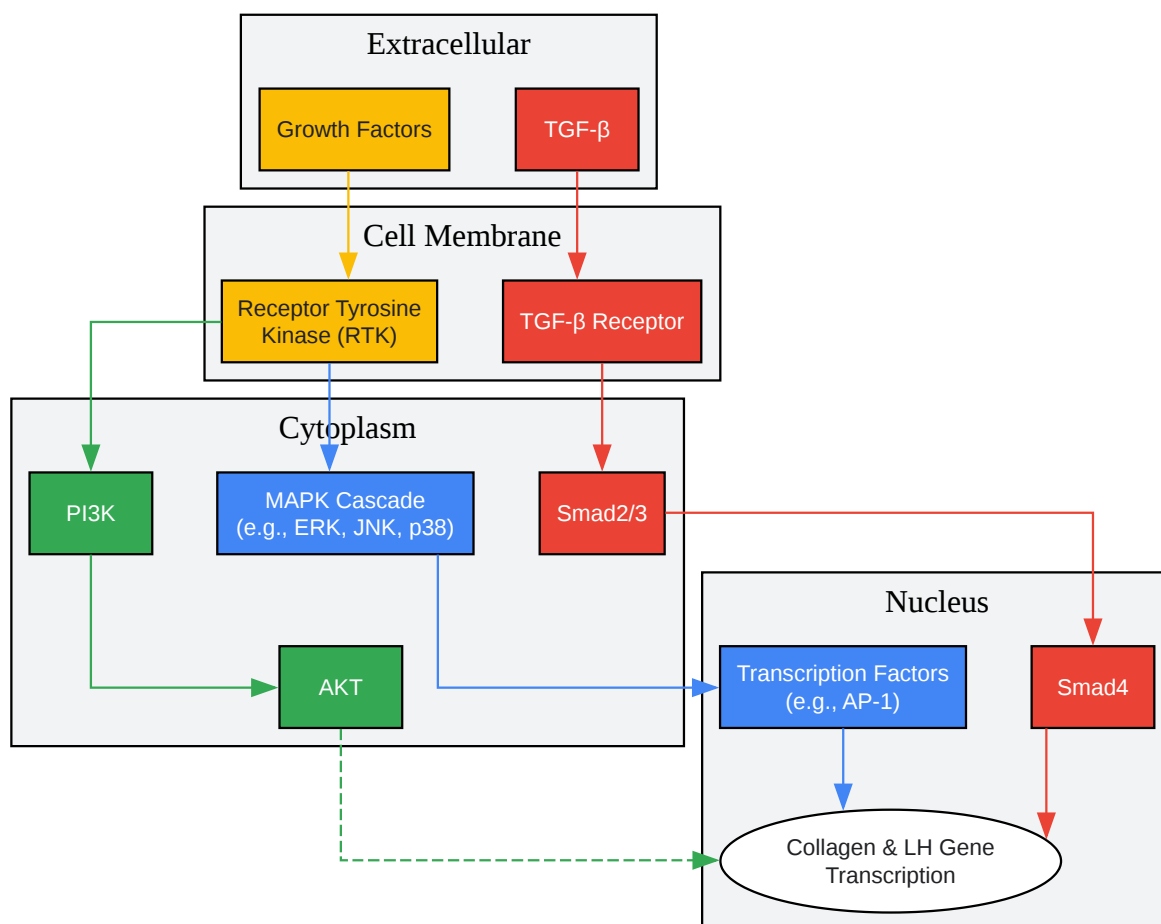 Extracellular
Growth Factors
TGF-β
Cell Membrane
Receptor Tyrosine
Kinase (RTK)
TGF-β Receptor
Cytoplasm
PI3K
MAPK Cascade
(e.g., ERK, JNK, p38)
Smad2/3
Nucleus
AKT
Transcription Factors
(e.g., AP-1)
Smad4
Collagen & LH Gene
Transcription